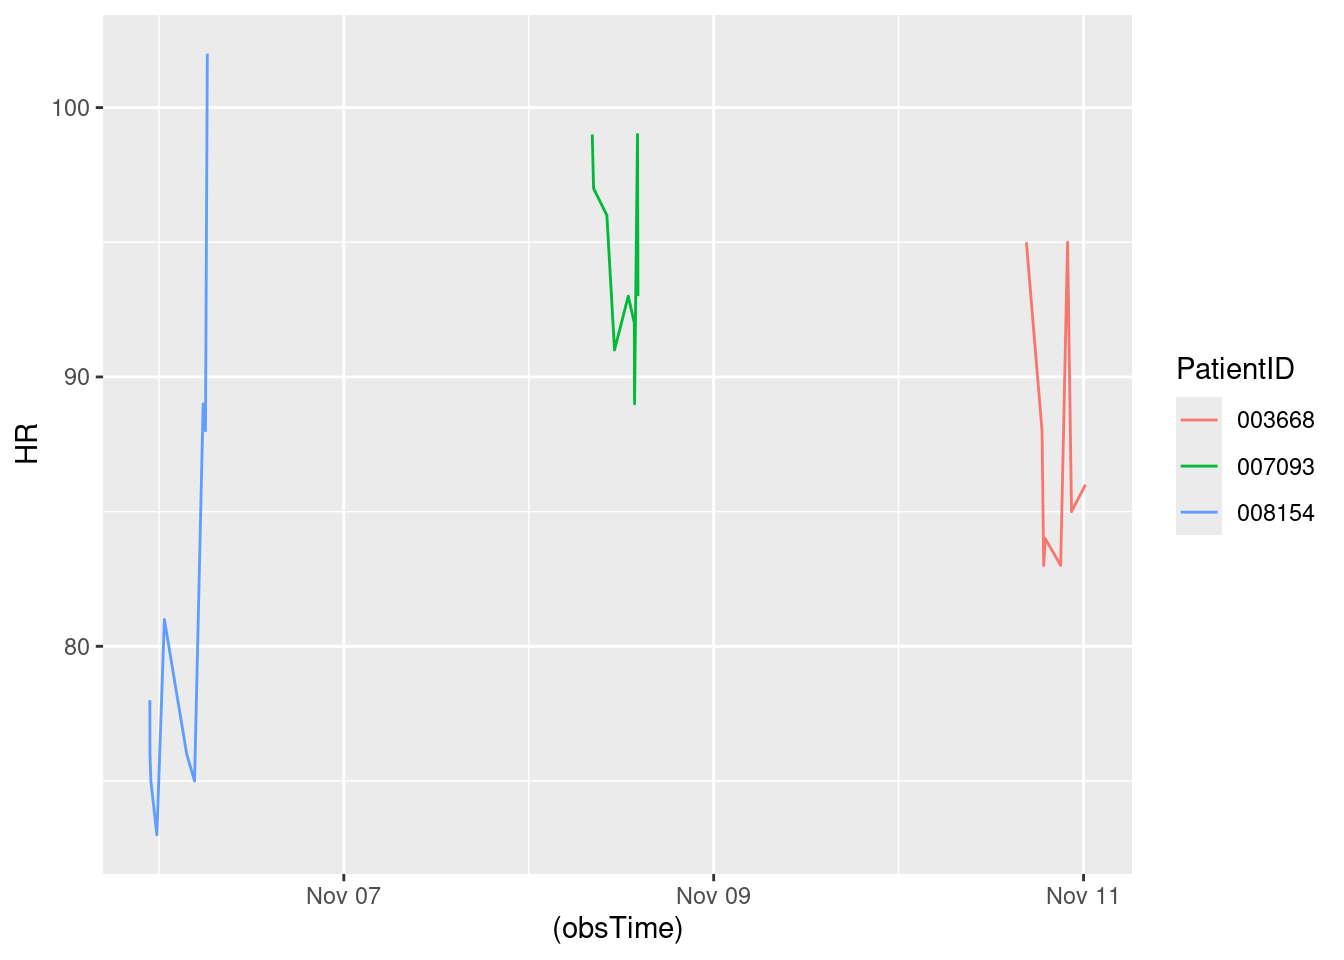 100
90
80
HR
Nov 07
Nov 09
Nov 11
(obsTime)
PatientID
003668
007093
008154